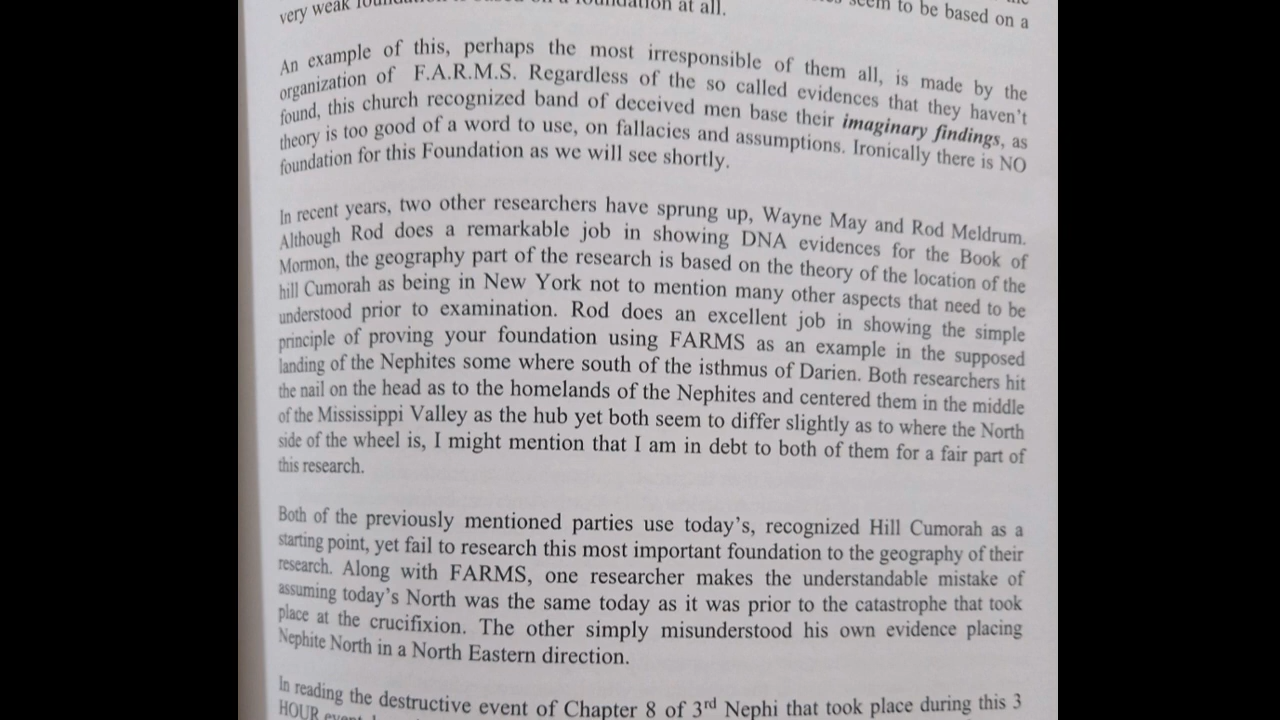 very weak foundation at all.
seem to be based on a
An example of this, perhaps the most irresponsible of them all, is made by the
organization of F.A.R.M.S. Regardless of the so called evidences that they haven't
found, this church recognized band of deceived men base their imaginary findings, as
theory is too good of a word to use, on fallacies and assumptions. Ironically there is NO
foundation for this Foundation as we will see shortly.
In recent years, two other researchers have sprung up, Wayne May and Rod Meldrum.
Although Rod does a remarkable job in showing DNA evidences for the Book of
Mormon, the geography part of the research is based on the theory of the location of the
hill Cumorah as being in New York not to mention many other aspects that need to be
understood prior to examination. Rod does an excellent job in showing the simple
principle of proving your foundation using FARMS as an example in the supposed
landing of the Nephites some where south of the isthmus of Darien. Both researchers hit
the nail on the head as to the homelands of the Nephites and centered them in the middle
of the Mississippi Valley as the hub yet both seem to differ slightly as to where the North
side of the wheel is, I might mention that I am in debt to both of them for a fair part of
this research.
Both of the previously mentioned parties use today's, recognized Hill Cumorah as a
starting point, yet fail to research this most important foundation to the geography of their
research. Along with FARMS, one researcher makes the understandable mistake of
assuming today's North was the same today as it was prior to the catastrophe that took
place at the crucifixion. The other simply misunderstood his own evidence placing
Nephite North in a North Eastern direction.
In reading the destructive event of Chapter 8 of 3rd Nephi that took place during this 3
HOUR